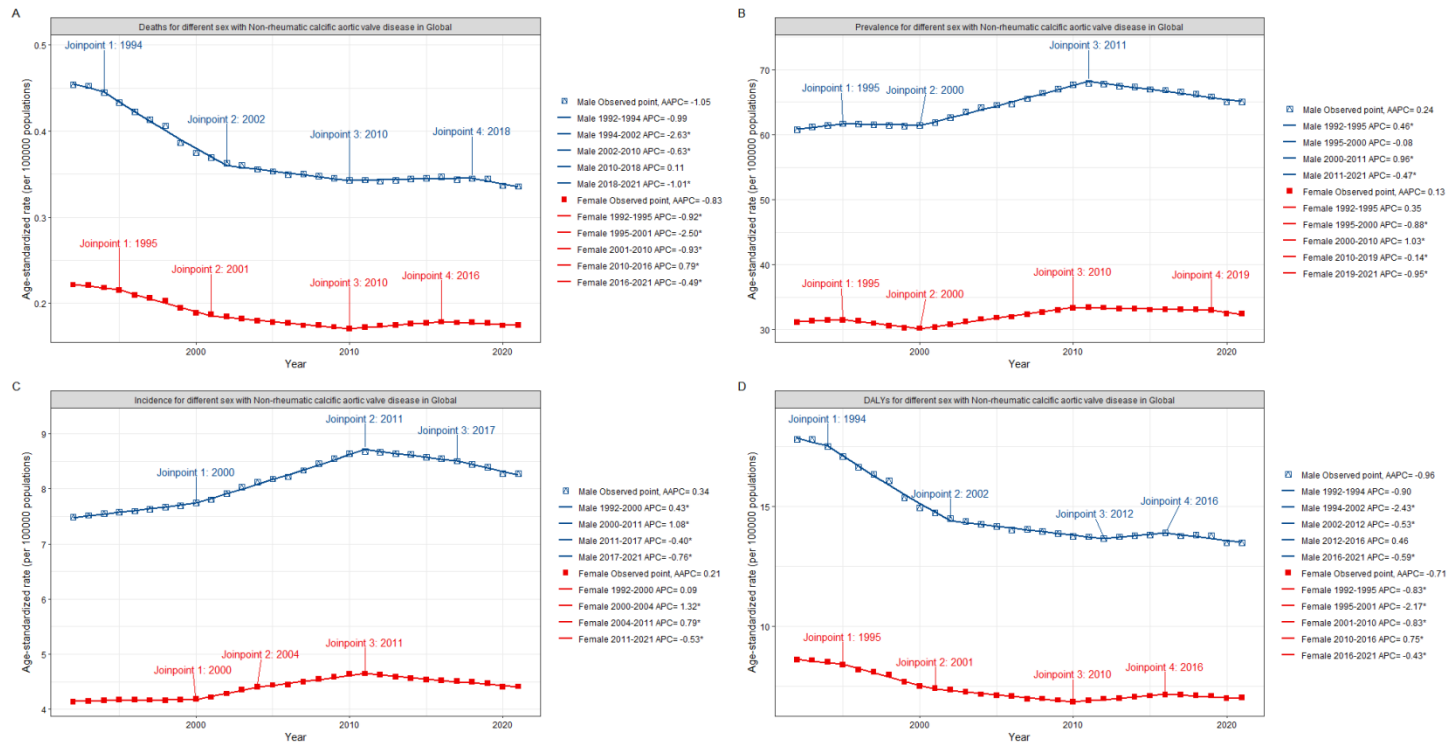 A
Deaths for different sex with Non-rheumatic calcific aortic valve disease in Global
Age-standardized rate (per 100000 populations)
0.5
0.4
0.3
0.2
Joinpoint 1: 1994
Joinpoint 2: 2002
Joinpoint 3: 2010
Joinpoint 4: 2018
Joinpoint 1: 1995
Joinpoint 2: 2001
Joinpoint 3: 2010
Joinpoint 4: 2016
2000
2010
2020
Year
Male Observed point, AAPC= -1.05
Male 1992-1994 APC= -0.99
Male 1994-2002 APC= -2.63*
Male 2002-2010 APC= -0.63*
Male 2010-2018 APC= 0.11
Male 2018-2021 APC= -1.01*
Female Observed point, AAPC= -0.83
Female 1992-1995 APC= -0.92*
Female 1995-2001 APC= -2.50*
Female 2001-2010 APC= -0.93*
Female 2010-2016 APC= 0.79*
Female 2016-2021 APC= -0.49*
B
Prevalence for different sex with Non-rheumatic calcific aortic valve disease in Global
Age-standardized rate (per 100000 populations)
70
60
50
40
30
Joinpoint 1: 1995
Joinpoint 2: 2000
Joinpoint 3: 2011
Joinpoint 1: 1995
Joinpoint 2: 2000
Joinpoint 3: 2010
Joinpoint 4: 2019
2000
2010
2020
Year
Male Observed point, AAPC= 0.24
Male 1992-1995 APC= 0.46*
Male 1995-2000 APC= -0.08
Male 2000-2011 APC= 0.96*
Male 2011-2021 APC= -0.47*
Female Observed point, AAPC= 0.13
Female 1992-1995 APC= 0.35
Female 1995-2000 APC= -0.88*
Female 2000-2010 APC= 1.03*
Female 2010-2019 APC= -0.14*
Female 2019-2021 APC= -0.95*
C
Incidence for different sex with Non-rheumatic calcific aortic valve disease in Global
Age-standardized rate (per 100000 populations)
9
8
7
6
5
4
Joinpoint 1: 2000
Joinpoint 2: 2011
Joinpoint 3: 2017
Joinpoint 1: 2000
Joinpoint 2: 2004
Joinpoint 3: 2011
2000
2010
2020
Year
Male Observed point, AAPC= 0.34
Male 1992-2000 APC= 0.43*
Male 2000-2011 APC= 1.08*
Male 2011-2017 APC= -0.40*
Male 2017-2021 APC= -0.76*
Female Observed point, AAPC= 0.21
Female 1992-2000 APC= 0.09
Female 2000-2004 APC= 1.32*
Female 2004-2011 APC= 0.79*
Female 2011-2021 APC= -0.53*
D
DALYs for different sex with Non-rheumatic calcific aortic valve disease in Global
Age-standardized rate (per 100000 populations)
15
10
Joinpoint 1: 1994
Joinpoint 2: 2002
Joinpoint 3: 2012
Joinpoint 4: 2016
Joinpoint 1: 1995
Joinpoint 2: 2001
Joinpoint 3: 2010
Joinpoint 4: 2016
2000
2010
2020
Year
Male Observed point, AAPC= -0.96
Male 1992-1994 APC= -0.90
Male 1994-2002 APC= -2.43*
Male 2002-2012 APC= -0.53*
Male 2012-2016 APC= 0.46
Male 2016-2021 APC= -0.59*
Female Observed point, AAPC= -0.71
Female 1992-1995 APC= -0.83*
Female 1995-2001 APC= -2.17*
Female 2001-2010 APC= -0.83*
Female 2010-2016 APC= 0.75*
Female 2016-2021 APC= -0.43*